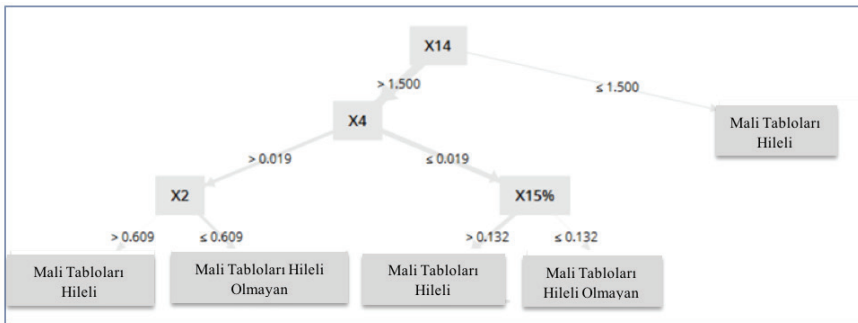 X14
> 1.500
≤ 1.500
X4
Mali Tabloları
Hileli
> 0.019
≤ 0.019
X2
X15%
> 0.609
≤ 0.609
> 0.132
≤ 0.132
Mali Tabloları
Hileli
Mali Tabloları Hileli
Olmayan
Mali Tabloları
Hileli
Mali Tabloları
Hileli Olmayan